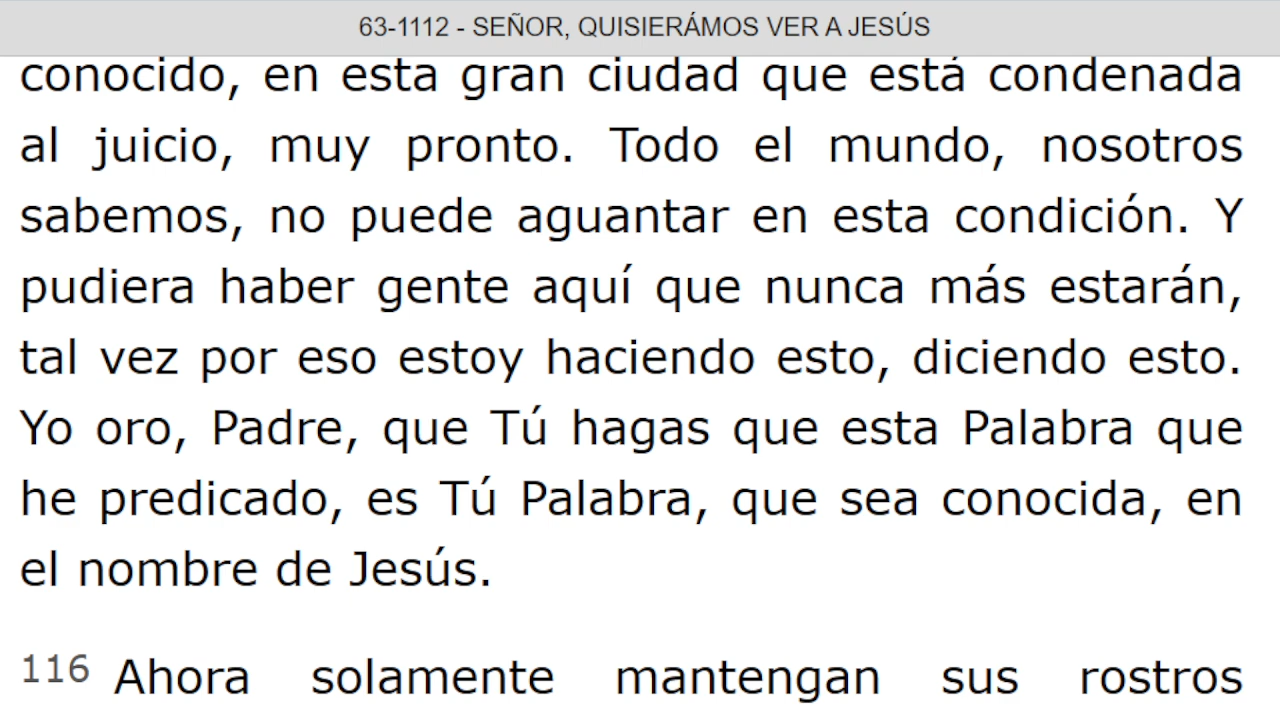 63-1112 - SEÑOR, QUISIERÁMOS VER A JESÚS
conocido, en esta gran ciudad que está condenada
al juicio, muy pronto. Todo el mundo, nosotros
sabemos, no puede aguantar en esta condición. Y
pudiera haber gente aquí que nunca más estarán,
tal vez por eso estoy haciendo esto, diciendo esto.
Yo oro, Padre, que Tú hagas que esta Palabra que
he predicado, es Tú Palabra, que sea conocida, en
el nombre de Jesús.
116 Ahora solamente mantengan sus rostros